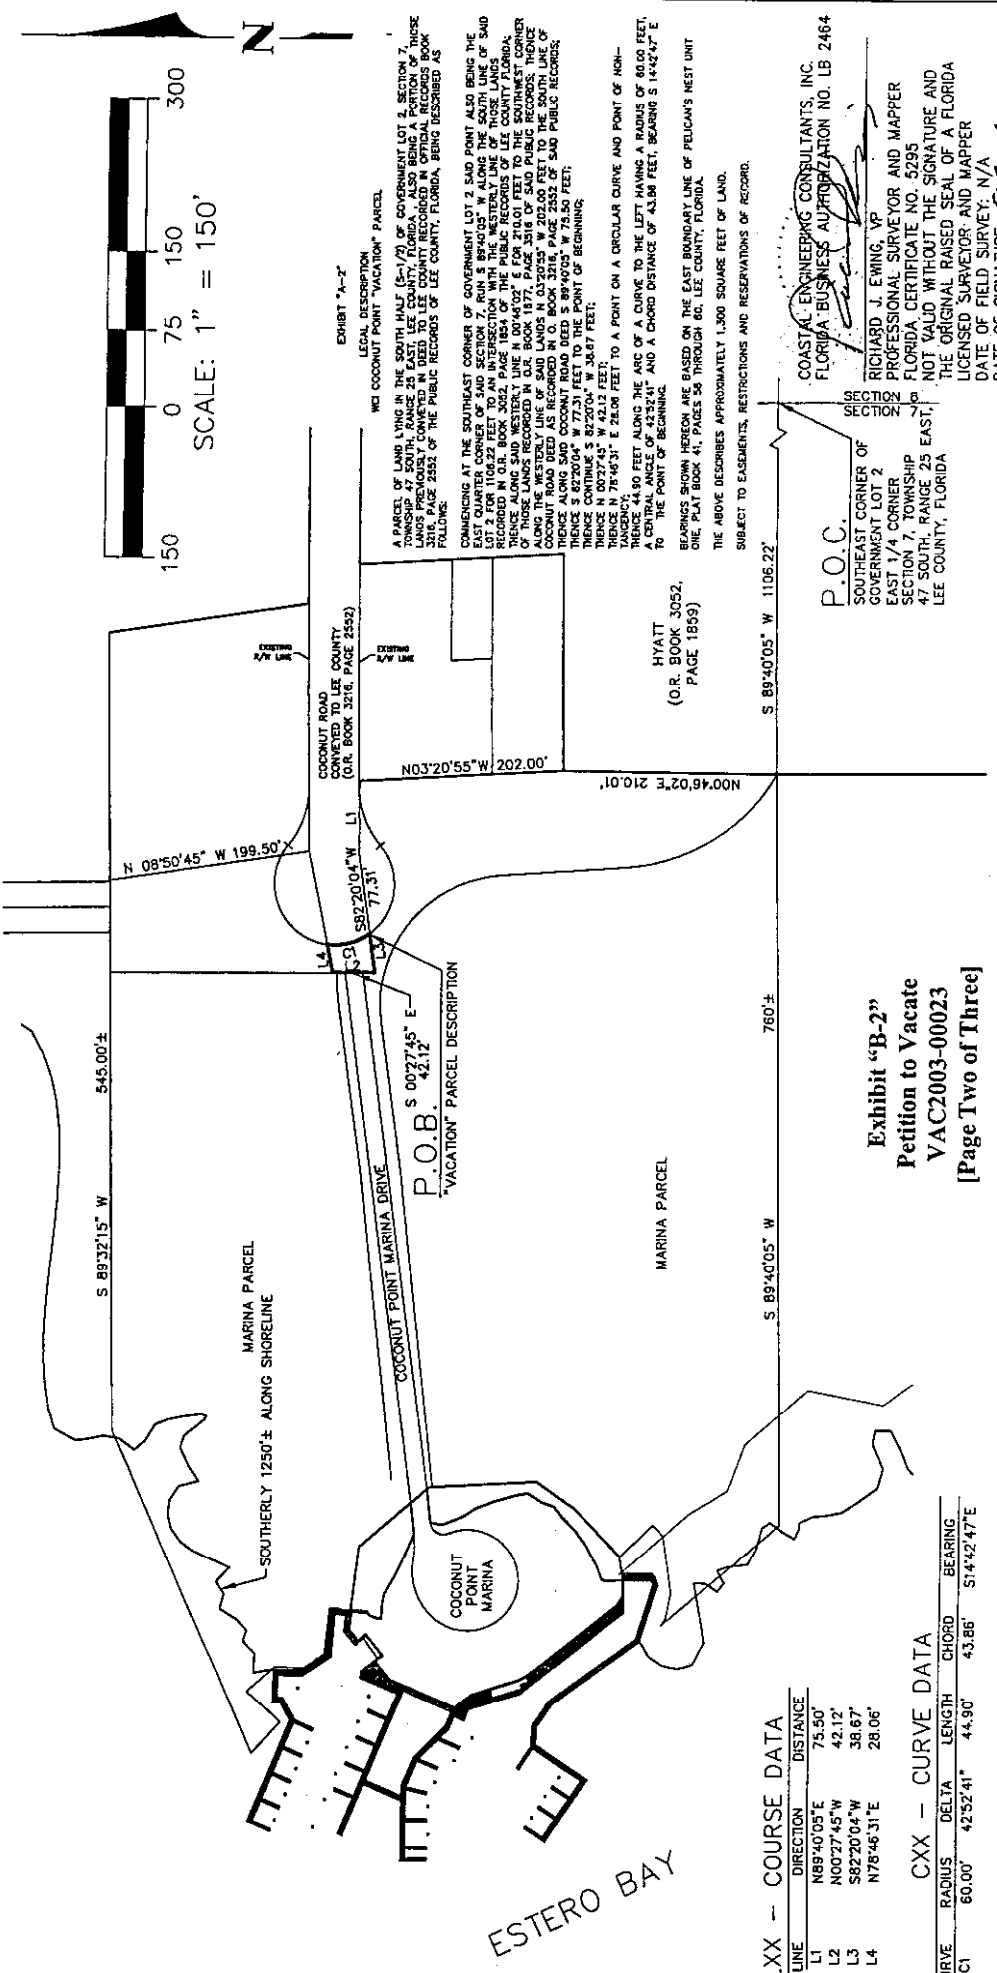 N
150 0 75 150 300
SCALE: 1" = 150'
EXHIBIT "A-2"
LEGAL DESCRIPTION
WCI COCONUT POINT "VACATION" PARCEL
A PARCEL OF LAND LYING IN THE SOUTH HALF (S-1/2) OF GOVERNMENT LOT 2, SECTION 7,
TOWNSHIP 47 SOUTH, RANGE 25 EAST, LEE COUNTY, FLORIDA, ALSO BEING A PORTION OF THOSE
LANDS PREVIOUSLY CONVEYED IN DEED TO LEE COUNTY RECORDED IN OFFICIAL RECORDS BOOK
3216, PAGE 2552 OF THE PUBLIC RECORDS OF LEE COUNTY, FLORIDA, BEING DESCRIBED AS
FOLLOWS:
COMMENCING AT THE SOUTHEAST CORNER OF GOVERNMENT LOT 2 SAID POINT ALSO BEING THE
EAST QUARTER CORNER OF SAID SECTION 7, RUN S 89°40'05" W ALONG THE SOUTH LINE OF SAID
LOT 2 FOR 1106.22 FEET TO AN INTERSECTION WITH THE WESTERLY LINE OF THOSE LANDS
RECORDED IN O.R. BOOK 3052, PAGE 1854 OF THE PUBLIC RECORDS OF LEE COUNTY FLORIDA;
THENCE ALONG SAID WESTERLY LINE N 00°46'02" E FOR 210.01 FEET TO THE SOUTHWEST CORNER
OF THOSE LANDS RECORDED IN O.R. BOOK 1677, PAGE 3516 OF SAID PUBLIC RECORDS; THENCE
ALONG THE WESTERLY LINE OF SAID LANDS N 03°20'55" W 202.00 FEET TO THE SOUTH LINE OF
COCONUT ROAD DEED AS RECORDED IN O. BOOK 3216, PAGE 2552 OF SAID PUBLIC RECORDS;
THENCE ALONG SAID COCONUT ROAD DEED S 89°40'05" W 75.50 FEET;
THENCE S 82°20'04" W 77.31 FEET TO THE POINT OF BEGINNING;
THENCE CONTINUE S 82°20'04" W 38.67 FEET;
THENCE N 00°27'45" W 42.12 FEET;
THENCE N 78°46'31" E 28.06 FEET TO A POINT ON A CIRCULAR CURVE AND POINT OF NON-
TANGENCY;
THENCE 44.90 FEET ALONG THE ARC OF A CURVE TO THE LEFT HAVING A RADIUS OF 60.00 FEET,
A CENTRAL ANGLE OF 42°52'41" AND A CHORD DISTANCE OF 43.86 FEET, BEARING S 14°42'47" E
TO THE POINT OF BEGINNING.
BEARINGS SHOWN HEREON ARE BASED ON THE EAST BOUNDARY LINE OF PELICAN'S NEST UNIT
ONE, PLAT BOOK 41, PAGES 58 THROUGH 60, LEE COUNTY, FLORIDA.
THE ABOVE DESCRIBES APPROXIMATELY 1,300 SQUARE FEET OF LAND.
SUBJECT TO EASEMENTS, RESTRICTIONS AND RESERVATIONS OF RECORD.
COASTAL ENGINEERING CONSULTANTS, INC.
FLORIDA BUSINESS AUTHORIZATION NO. LB 2464
RICHARD J. EWING, VP
PROFESSIONAL SURVEYOR AND MAPPER
FLORIDA CERTIFICATE NO. 5295
NOT VALID WITHOUT THE SIGNATURE AND
THE ORIGINAL RAISED SEAL OF A FLORIDA
LICENSED SURVEYOR AND MAPPER
DATE OF FIELD SURVEY: N/A
SECTION 8
SECTION 7
P.O.C.
SOUTHEAST CORNER OF
GOVERNMENT LOT 2
EAST 1/4 CORNER
SECTION 7, TOWNSHIP
47 SOUTH, RANGE 25 EAST,
LEE COUNTY, FLORIDA
S 89°40'05" W 1106.22'
HYATT
(O.R. BOOK 3052,
PAGE 1859)
EXISTING
R/W LINE
COCONUT ROAD
CONVEYED TO LEE COUNTY
(O.R. BOOK 3216, PAGE 2552)
EXISTING
R/W LINE
N03°20'55"W 202.00'
N00°46'02"E 210.01'
N 08°50'45" W 199.50'
L1
S82°20'04"W
77.31'
L4
C1
L2
L3
S 00°27'45" E
42.12'
P.O.B.
"VACATION" PARCEL DESCRIPTION
S 89°32'15" W 545.00'±
COCONUT POINT MARINA DRIVE
MARINA PARCEL
SOUTHERLY 1250'± ALONG SHORELINE
MARINA PARCEL
S 89°40'05" W 760'±
COCONUT
POINT
MARINA
ESTERO BAY
Exhibit "B-2"
Petition to Vacate
VAC2003-00023
[Page Two of Three]
XX - COURSE DATA
LINE DIRECTION DISTANCE
L1 N89°40'05"E 75.50'
L2 N00°27'45"W 42.12'
L3 S82°20'04"W 38.67'
L4 N78°46'31"E 28.06'
CXX - CURVE DATA
RVE RADIUS DELTA LENGTH CHORD BEARING
C1 60.00' 42°52'41" 44.90' 43.86' S14°42'47"E